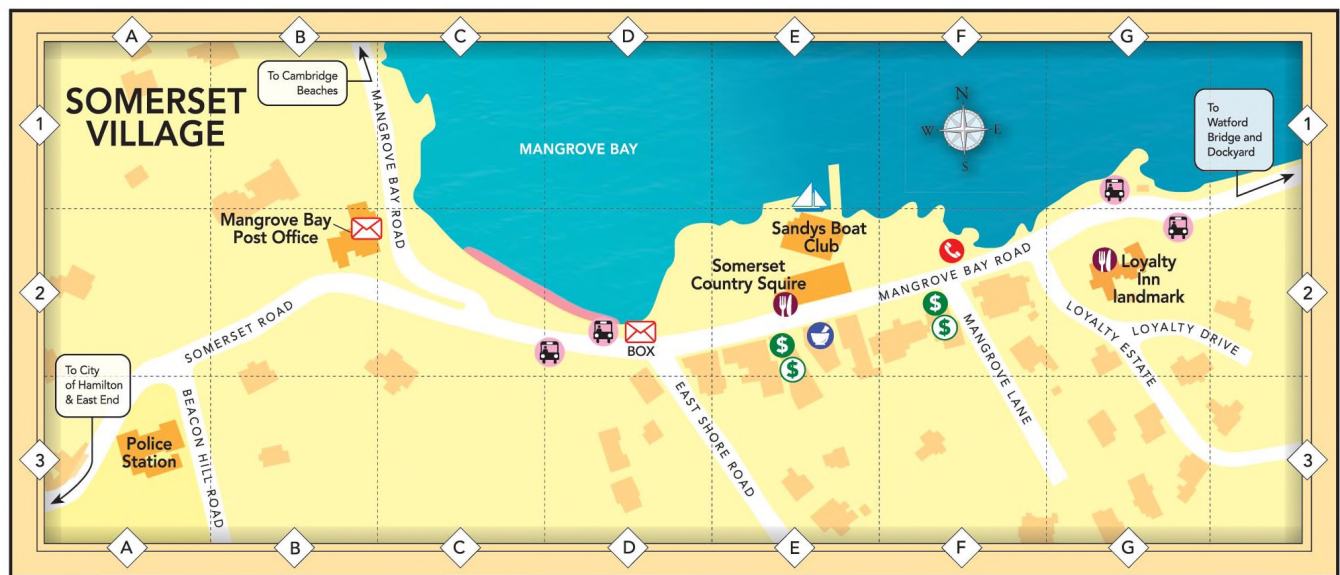 A
B
C
D
E
F
G
1
1
2
2
3
3
SOMERSET
VILLAGE
To Cambridge
Beaches
MANGROVE BAY ROAD
MANGROVE BAY
N
W
E
S
To
Watford
Bridge and
Dockyard
Mangrove Bay
Post Office
Sandys Boat
Club
Somerset
Country Squire
MANGROVE BAY ROAD
Loyalty
Inn
landmark
SOMERSET ROAD
BOX
$
$
$
$
MANGROVE LANE
LOYALTY ESTATE
LOYALTY DRIVE
To City
of Hamilton
& East End
BEACON HILL ROAD
Police
Station
EAST SHORE ROAD
A
B
C
D
E
F
G